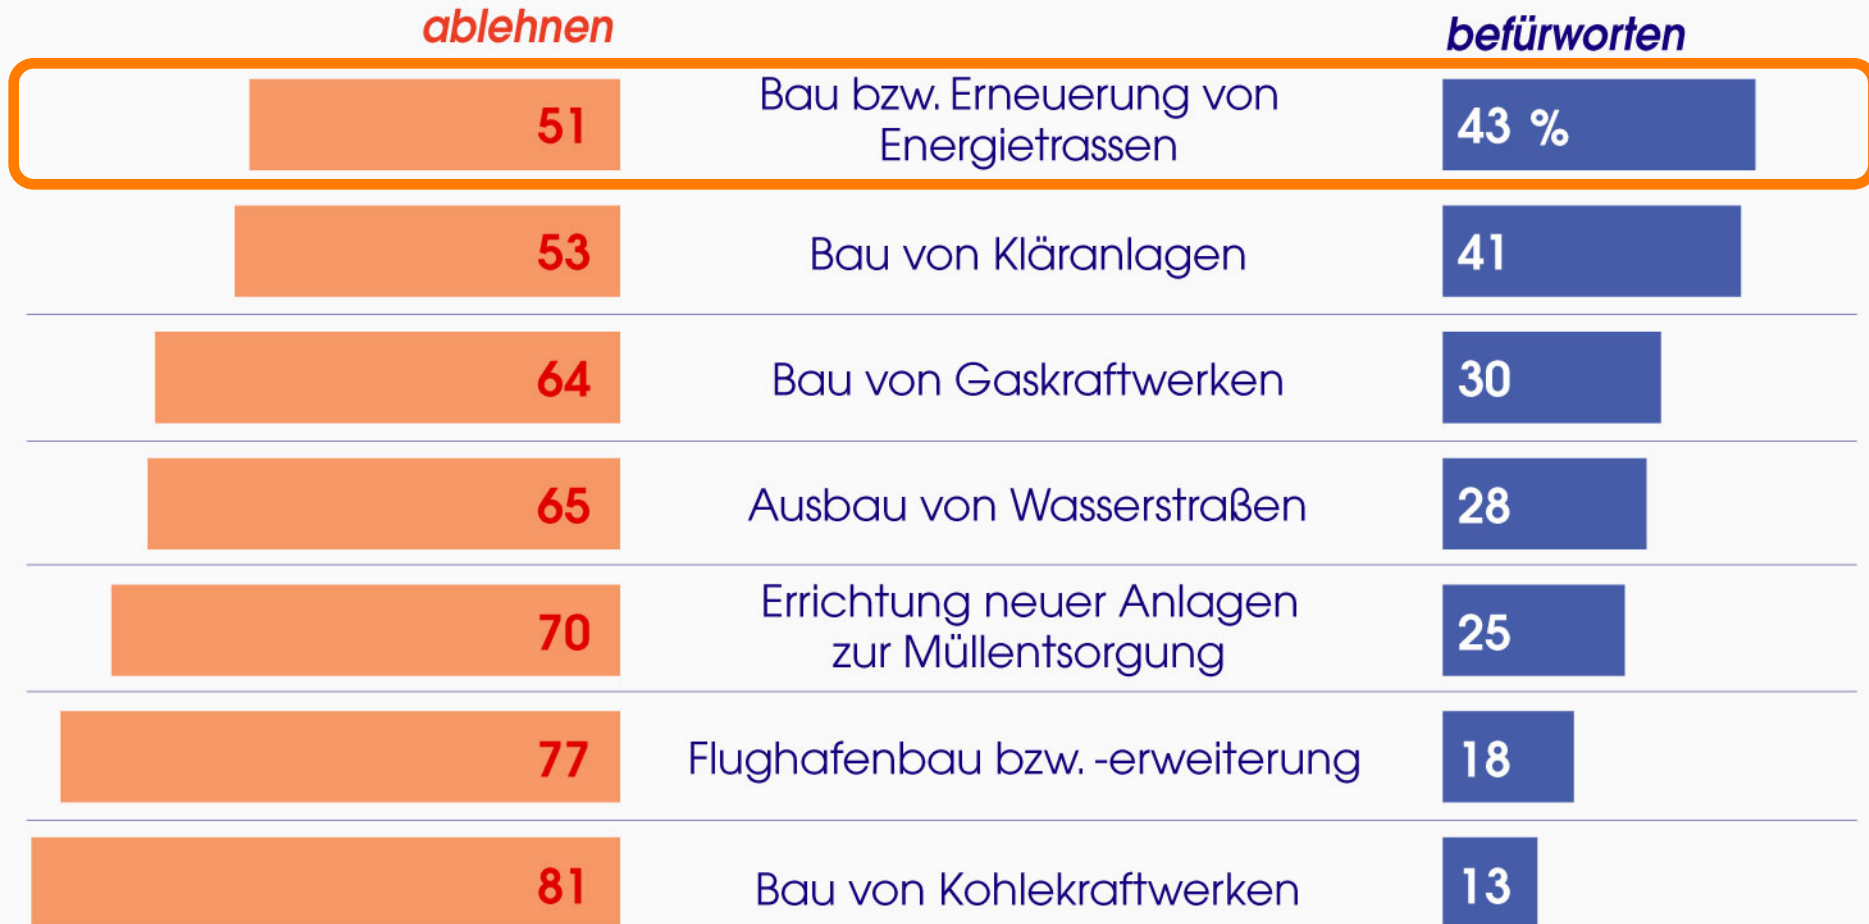 ablehnen
befürworten
51
Bau bzw. Erneuerung von
Energietrassen
43 %
53
Bau von Kläranlagen
41
64
Bau von Gaskraftwerken
30
65
Ausbau von Wasserstraßen
28
70
Errichtung neuer Anlagen
zur Müllentsorgung
25
77
Flughafenbau bzw. -erweiterung
18
81
Bau von Kohlekraftwerken
13